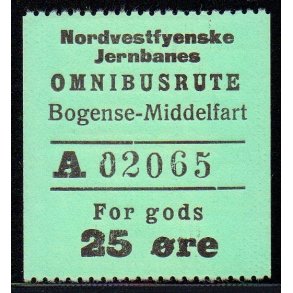 Nordvestfyenske
Jernbanes
OMNIBUSRUTE
Bogense-Middelfart
A 02065
For gods
25 øre